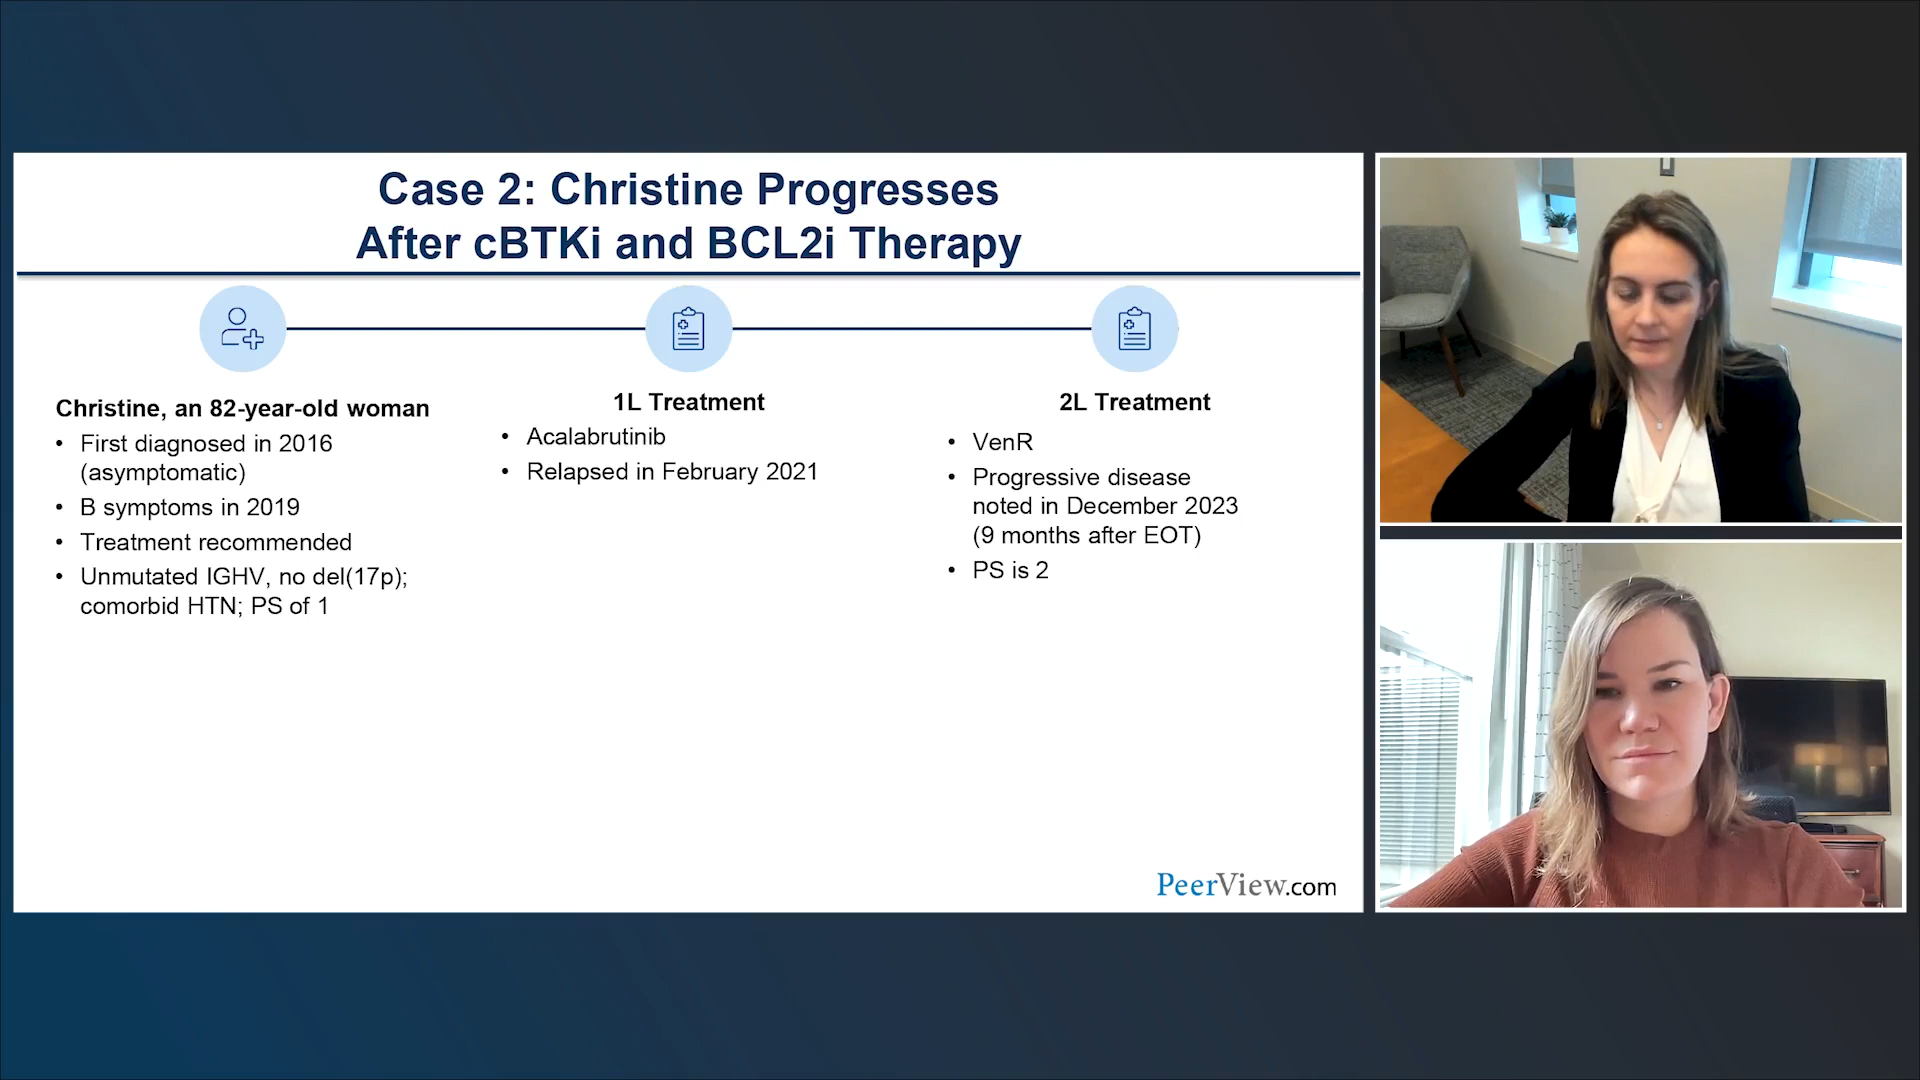 Case 2: Christine Progresses
After cBTKi and BCL2i Therapy
Christine, an 82-year-old woman
• First diagnosed in 2016
(asymptomatic)
• B symptoms in 2019
• Treatment recommended
• Unmutated IGHV, no del(17p);
comorbid HTN; PS of 1
1L Treatment
• Acalabrutinib
• Relapsed in February 2021
2L Treatment
• VenR
• Progressive disease
noted in December 2023
(9 months after EOT)
• PS is 2
PeerView.com